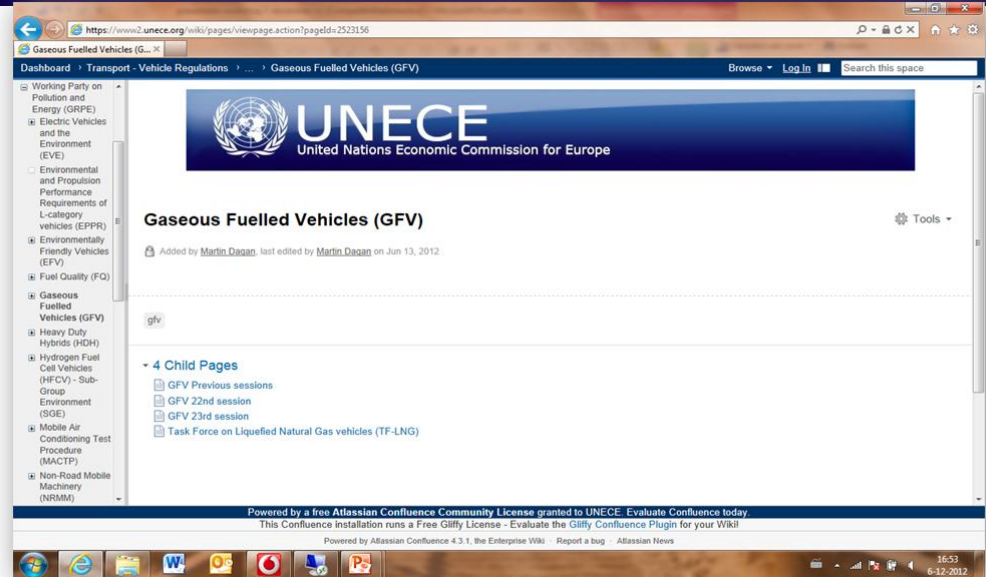 https://www2.unece.org/wiki/pages/viewpage.action?pageId=2523156
Gaseous Fuelled Vehicles (G...
Dashboard > Transport - Vehicle Regulations > ... > Gaseous Fuelled Vehicles (GFV)
Browse
Log In
Search this space
Working Party on
Pollution and
Energy (GRPE)
Electric Vehicles
and the
Environment
(EVE)
Environmental
and Propulsion
Performance
Requirements of
L-category
vehicles (EPPR)
Environmentally
Friendly Vehicles
(EFV)
Fuel Quality (FQ)
Gaseous
Fuelled
Vehicles (GFV)
Heavy Duty
Hybrids (HDH)
Hydrogen Fuel
Cell Vehicles
(HFCV) - Sub-
Group
Environment
(SGE)
Mobile Air
Conditioning Test
Procedure
(MACTP)
Non-Road Mobile
Machinery
(NRMM)
UNECE
United Nations Economic Commission for Europe
Gaseous Fuelled Vehicles (GFV)
Tools
Added by Martin Dagan, last edited by Martin Dagan on Jun 13, 2012
gfv
4 Child Pages
GFV Previous sessions
GFV 22nd session
GFV 23rd session
Task Force on Liquefied Natural Gas vehicles (TF-LNG)
Powered by a free Atlassian Confluence Community License granted to UNECE. Evaluate Confluence today.
This Confluence installation runs a Free Gliffy License - Evaluate the Gliffy Confluence Plugin for your Wiki!
Powered by Atlassian Confluence 4.3.1, the Enterprise Wiki · Report a bug · Atlassian News
16:53
6-12-2012